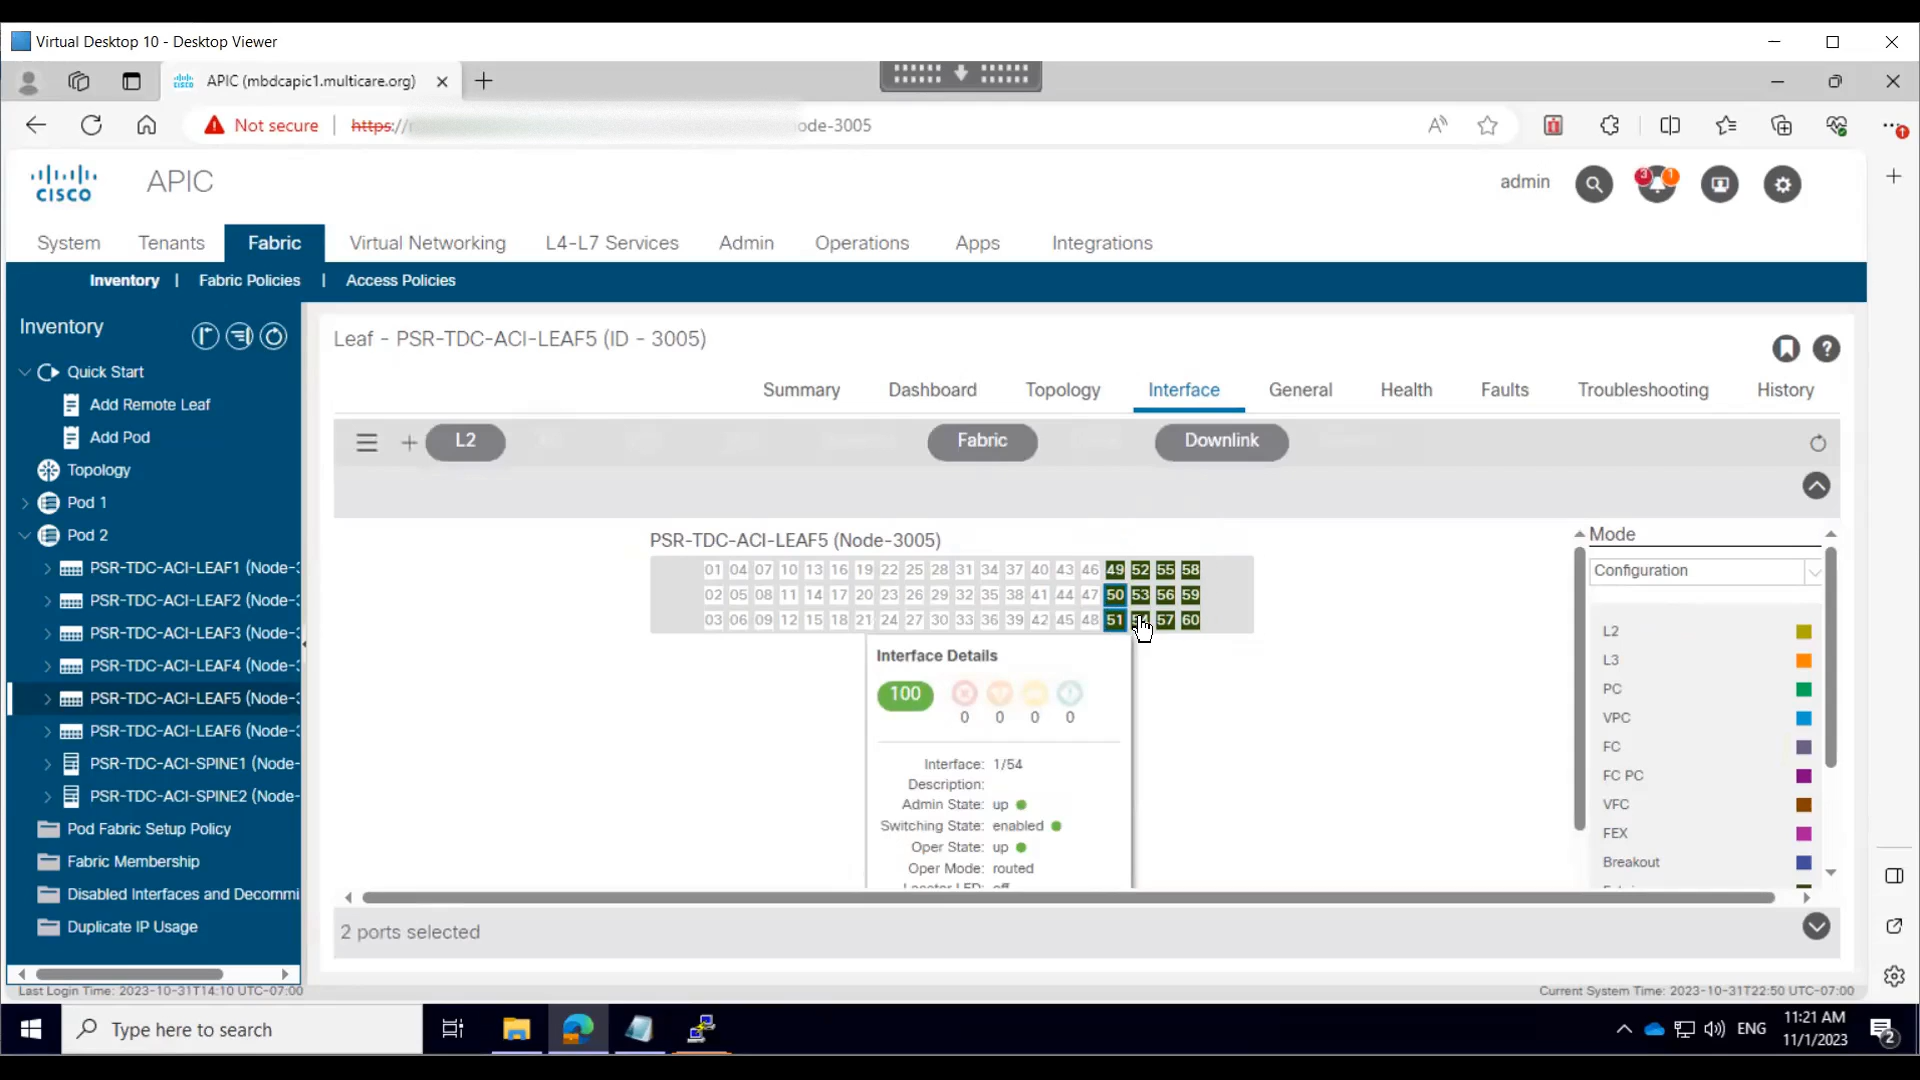 Virtual Desktop 10 - Desktop Viewer
APIC (mbdcapic1.multicare.org)
Not secure
https://
ode-3005
CISCO
APIC
admin
3
1
System
Tenants
Fabric
Virtual Networking
L4-L7 Services
Admin
Operations
Apps
Integrations
Inventory | Fabric Policies | Access Policies
Inventory
Quick Start
Add Remote Leaf
Add Pod
Topology
Pod 1
Pod 2
PSR-TDC-ACI-LEAF1 (Node-3
PSR-TDC-ACI-LEAF2 (Node-3
PSR-TDC-ACI-LEAF3 (Node-3
PSR-TDC-ACI-LEAF4 (Node-3
PSR-TDC-ACI-LEAF5 (Node-3
PSR-TDC-ACI-LEAF6 (Node-3
PSR-TDC-ACI-SPINE1 (Node-
PSR-TDC-ACI-SPINE2 (Node-
Pod Fabric Setup Policy
Fabric Membership
Disabled Interfaces and Decommi
Duplicate IP Usage
Last Login Time: 2023-10-31T14:10 UTC-07:00
Leaf - PSR-TDC-ACI-LEAF5 (ID - 3005)
Summary
Dashboard
Topology
Interface
General
Health
Faults
Troubleshooting
History
L2
Fabric
Downlink
PSR-TDC-ACI-LEAF5 (Node-3005)
01 04 07 10 13 16 19 22 25 28 31 34 37 40 43 46 49 52 55 58
02 05 08 11 14 17 20 23 26 29 32 35 38 41 44 47 50 53 56 59
03 06 09 12 15 18 21 24 27 30 33 36 39 42 45 48 51 57 60
Interface Details
100
0 0 0 0
Interface: 1/54
Description:
Admin State: up
Switching State: enabled
Oper State: up
Oper Mode: routed
Locator LED: off
Mode
Configuration
L2
L3
PC
VPC
FC
FC PC
VFC
FEX
Breakout
2 ports selected
Current System Time: 2023-10-31T22:50 UTC-07:00
Type here to search
ENG
11:21 AM
11/1/2023
2